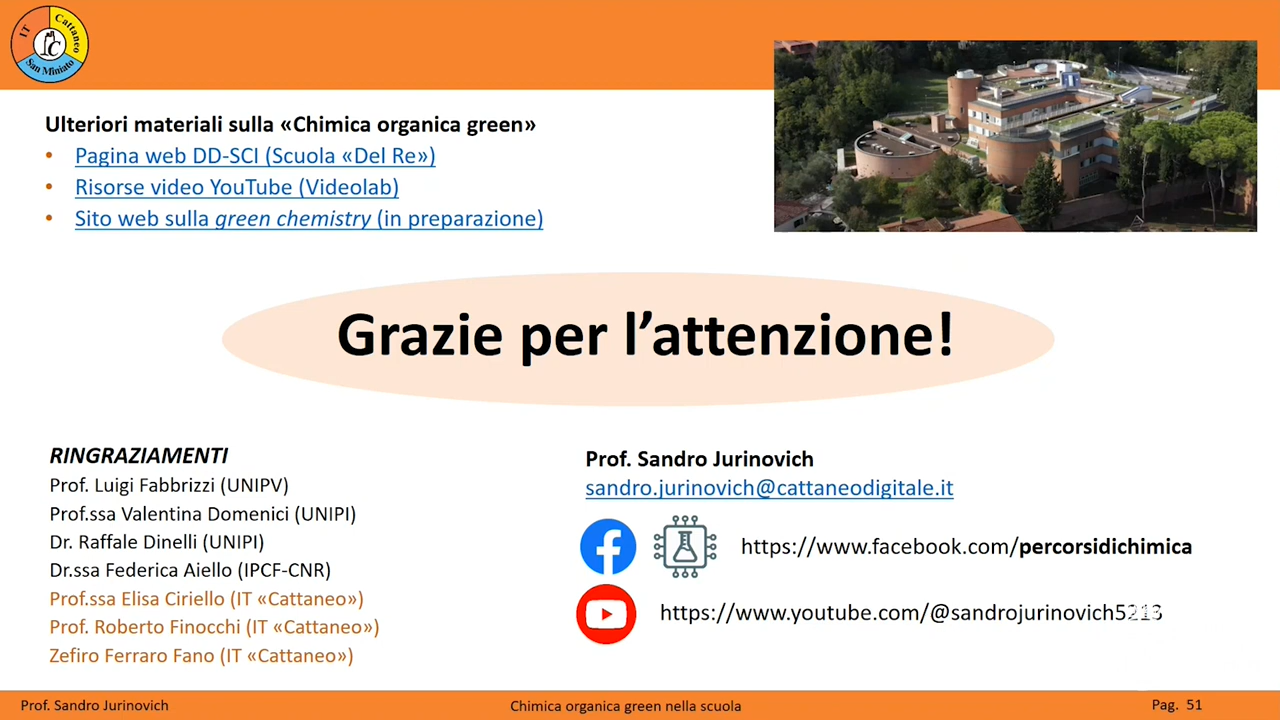 IT Cattaneo
San Miniato
Ulteriori materiali sulla «Chimica organica green»
• Pagina web DD-SCI (Scuola «Del Re»)
• Risorse video YouTube (Videolab)
• Sito web sulla green chemistry (in preparazione)
Grazie per l’attenzione!
RINGRAZIAMENTI
Prof. Luigi Fabbrizzi (UNIPV)
Prof.ssa Valentina Domenici (UNIPI)
Dr. Raffale Dinelli (UNIPI)
Dr.ssa Federica Aiello (IPCF-CNR)
Prof.ssa Elisa Ciriello (IT «Cattaneo»)
Prof. Roberto Finocchi (IT «Cattaneo»)
Zefiro Ferraro Fano (IT «Cattaneo»)
Prof. Sandro Jurinovich
sandro.jurinovich@cattaneodigitale.it
https://www.facebook.com/percorsidichimica
https://www.youtube.com/@sandrojurinovich5213
Prof. Sandro Jurinovich
Chimica organica green nella scuola
Pag. 51